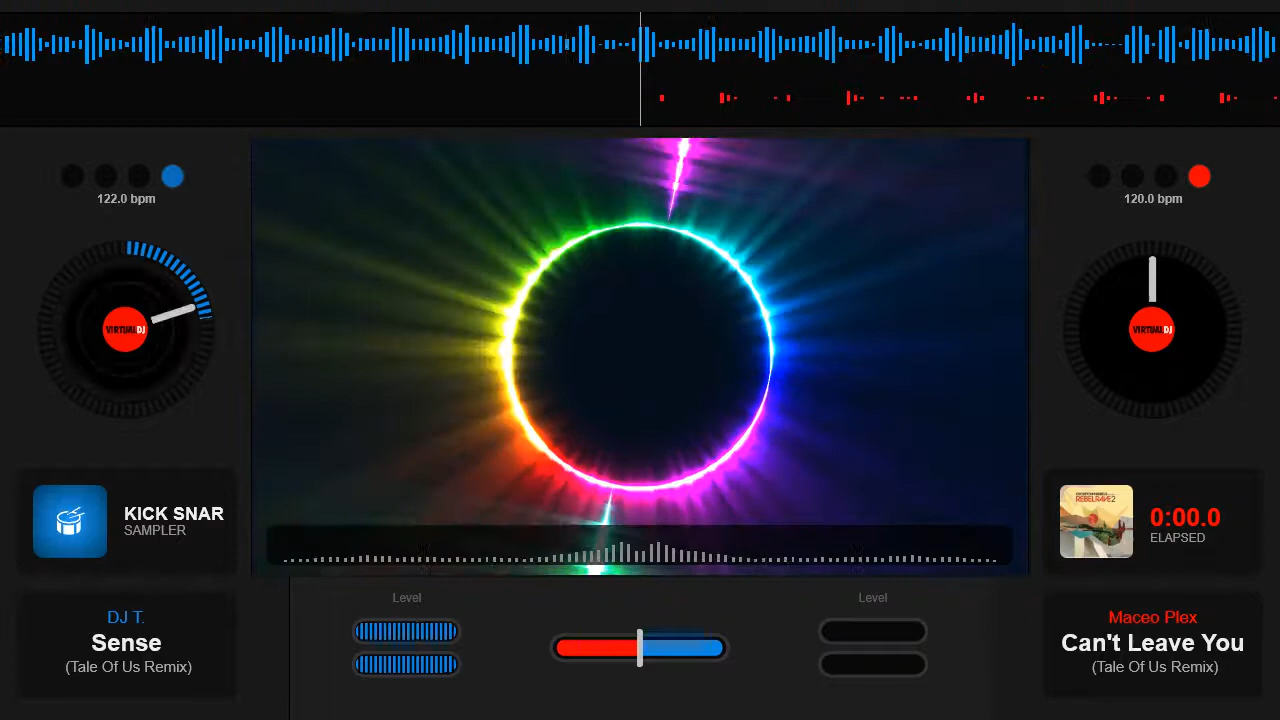 122.0 bpm
120.0 bpm
VIRTUALDJ
VIRTUALDJ
KICK SNAR
SAMPLER
REBELRAVE2
0:00.0
ELAPSED
Level
Level
DJ T.
Sense
(Tale Of Us Remix)
Maceo Plex
Can't Leave You
(Tale Of Us Remix)